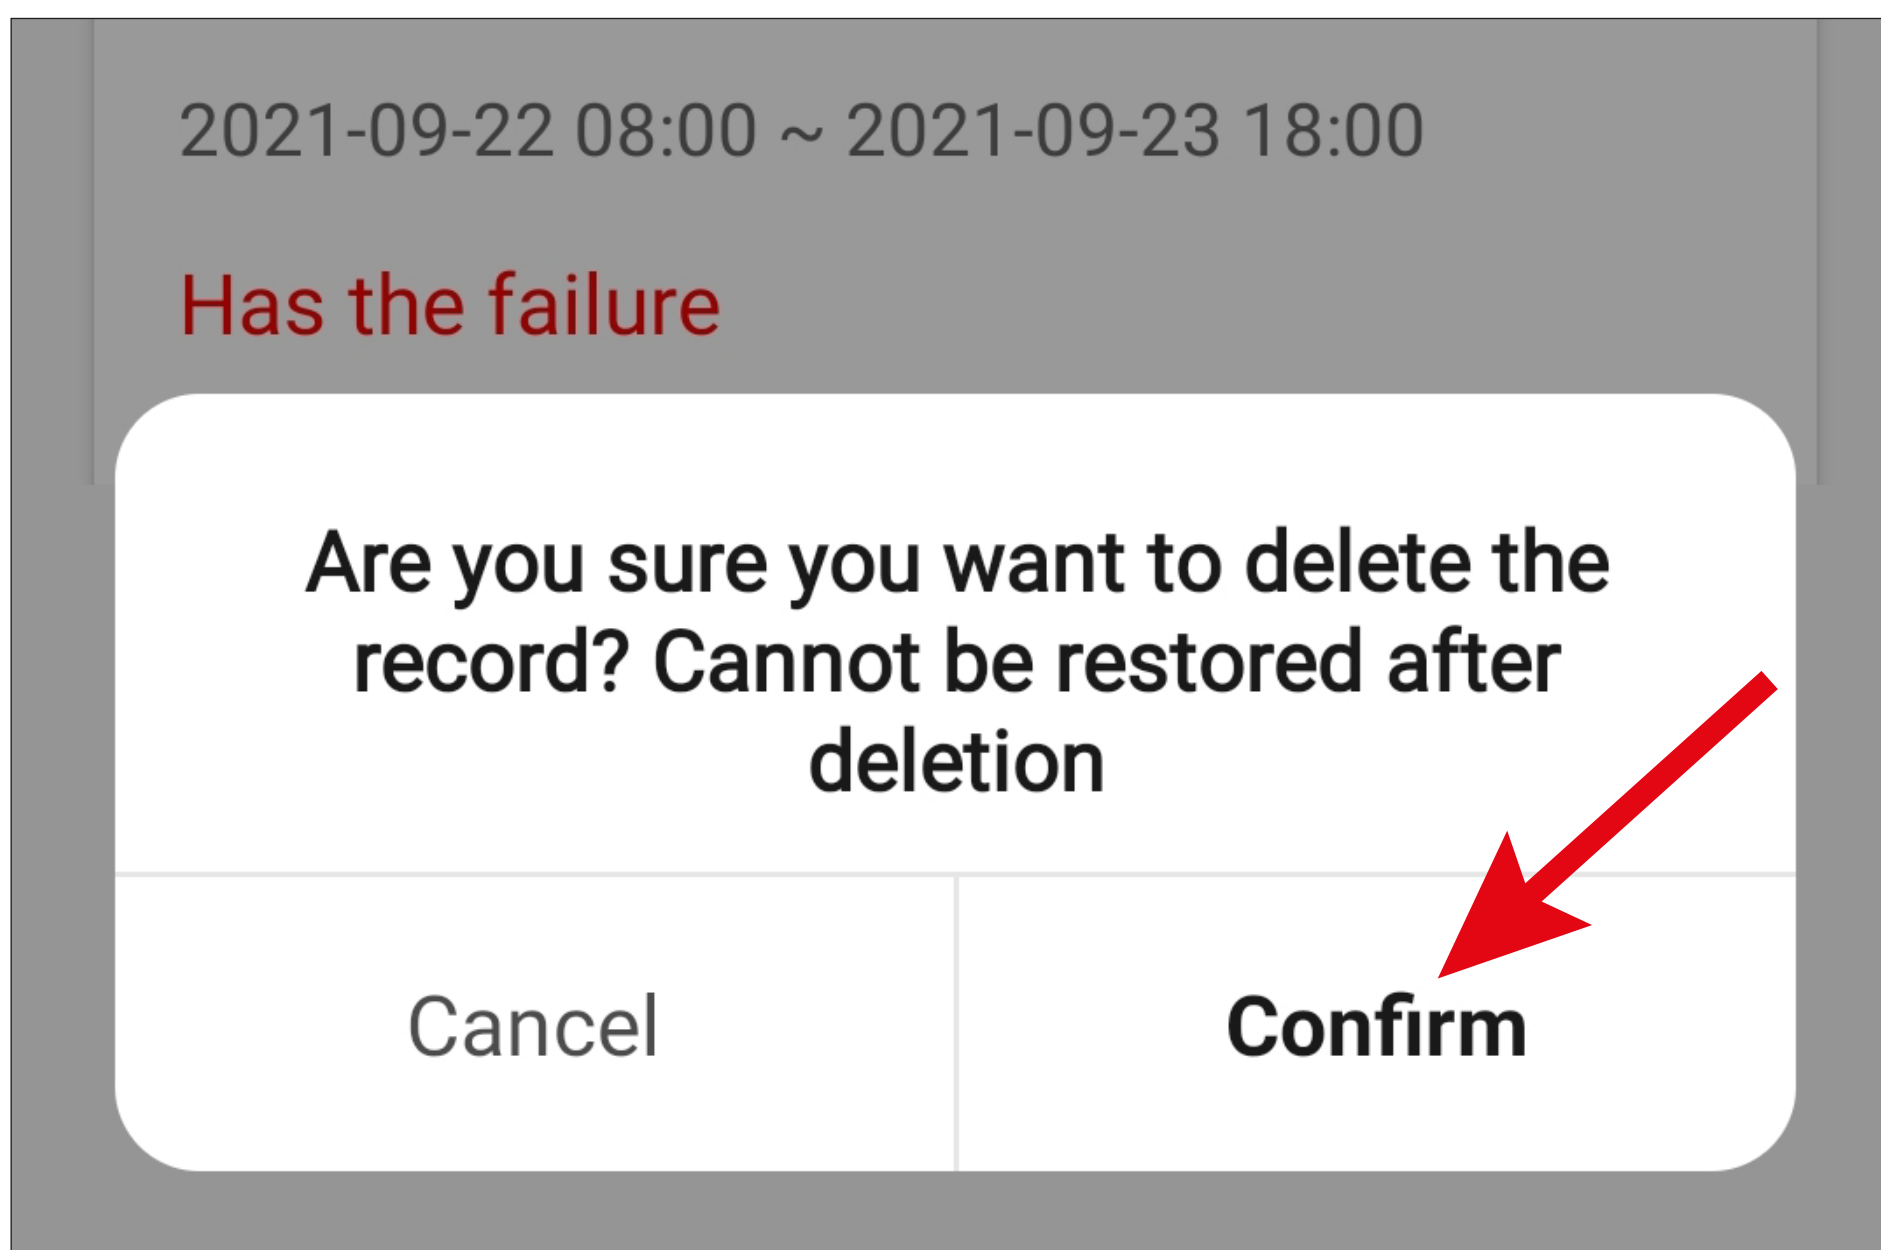 2021-09-22 08:00 ~ 2021-09-23 18:00
Has the failure
Are you sure you want to delete the
record? Cannot be restored after
deletion
Cancel
Confirm